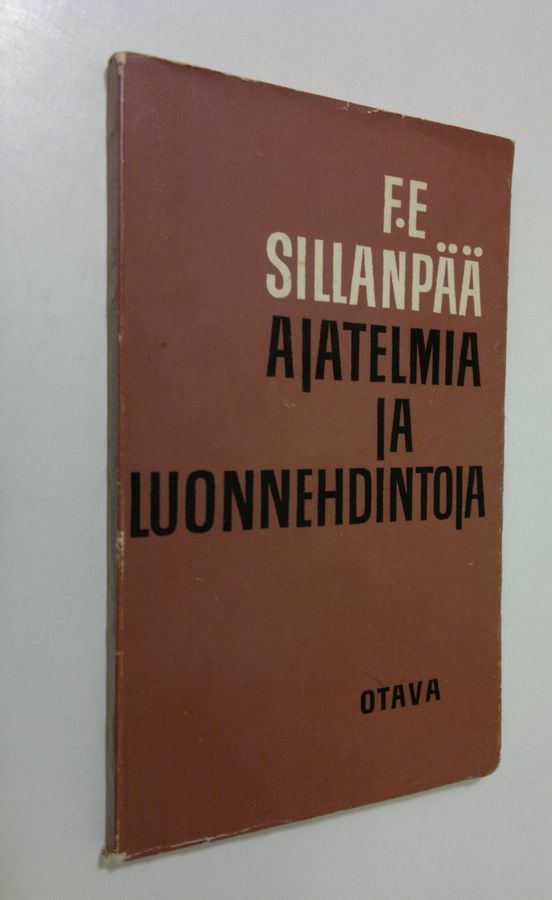 F.E
SILLANPÄÄ
AJATELMIA
JA
LUONNEHDINTOJA
OTAVA